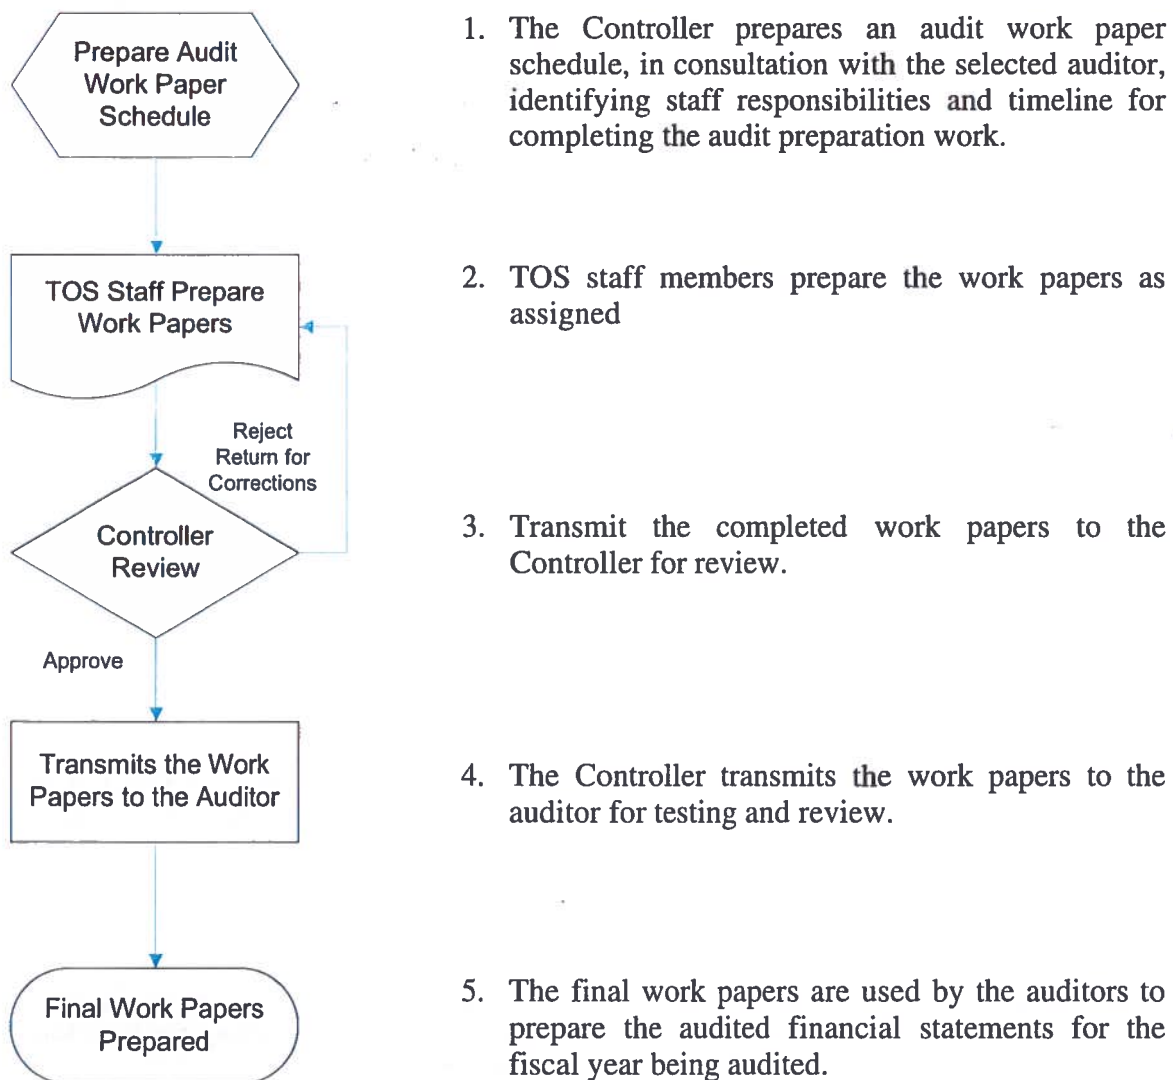 Prepare Audit
Work Paper
Schedule
1. The Controller prepares an audit work paper
schedule, in consultation with the selected auditor,
identifying staff responsibilities and timeline for
completing the audit preparation work.
TOS Staff Prepare
Work Papers
2. TOS staff members prepare the work papers as
assigned
Reject
Return for
Corrections
Controller
Review
3. Transmit the completed work papers to the
Controller for review.
Approve
Transmits the Work
Papers to the Auditor
4. The Controller transmits the work papers to the
auditor for testing and review.
Final Work Papers
Prepared
5. The final work papers are used by the auditors to
prepare the audited financial statements for the
fiscal year being audited.